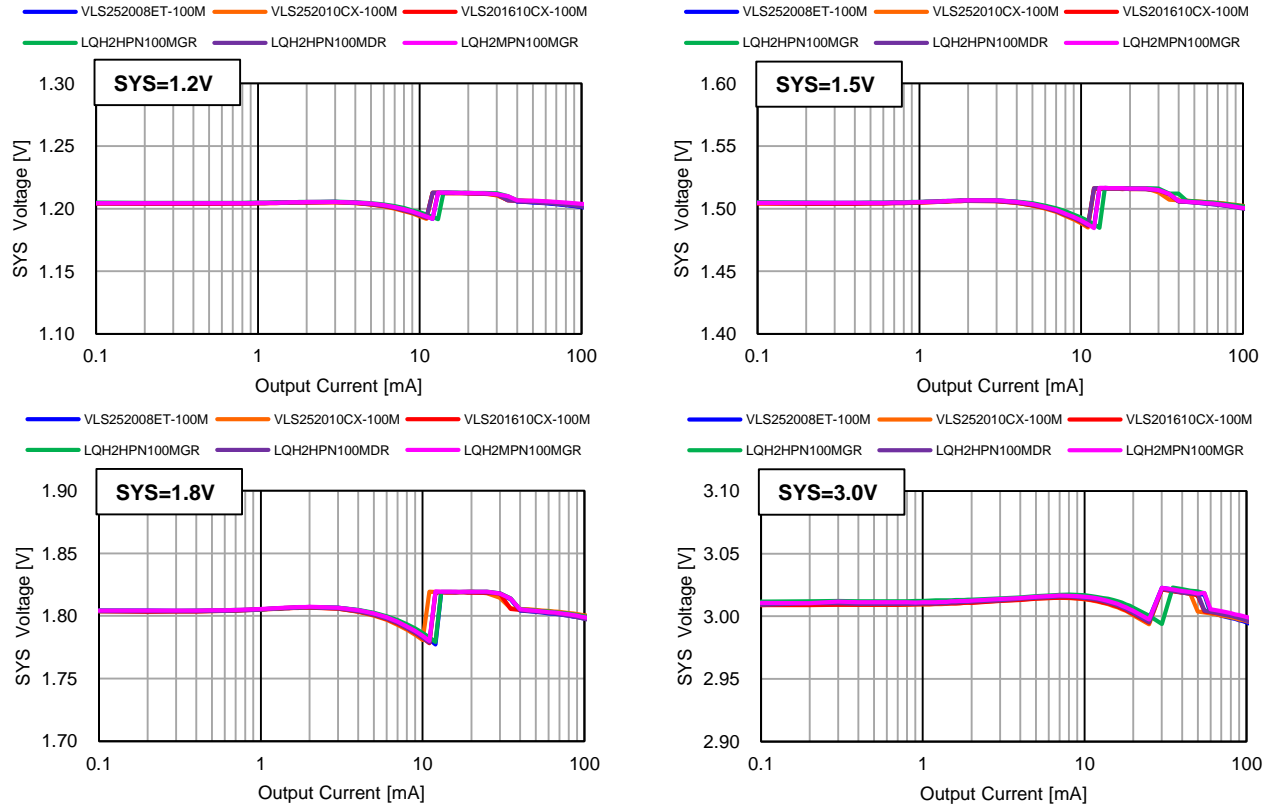 VLS252008ET-100M VLS252010CX-100M VLS201610CX-100M
LQH2HPN100MGR LQH2HPN100MDR LQH2MPN100MGR
SYS=1.2V
1.30
1.25
1.20
1.15
1.10
SYS Voltage [V]
0.1 1 10 100
Output Current [mA]
VLS252008ET-100M VLS252010CX-100M VLS201610CX-100M
LQH2HPN100MGR LQH2HPN100MDR LQH2MPN100MGR
SYS=1.5V
1.60
1.55
1.50
1.45
1.40
SYS Voltage [V]
0.1 1 10 100
Output Current [mA]
VLS252008ET-100M VLS252010CX-100M VLS201610CX-100M
LQH2HPN100MGR LQH2HPN100MDR LQH2MPN100MGR
SYS=1.8V
1.90
1.85
1.80
1.75
1.70
SYS Voltage [V]
0.1 1 10 100
Output Current [mA]
VLS252008ET-100M VLS252010CX-100M VLS201610CX-100M
LQH2HPN100MGR LQH2HPN100MDR LQH2MPN100MGR
SYS=3.0V
3.10
3.05
3.00
2.95
2.90
SYS Voltage [V]
0.1 1 10 100
Output Current [mA]